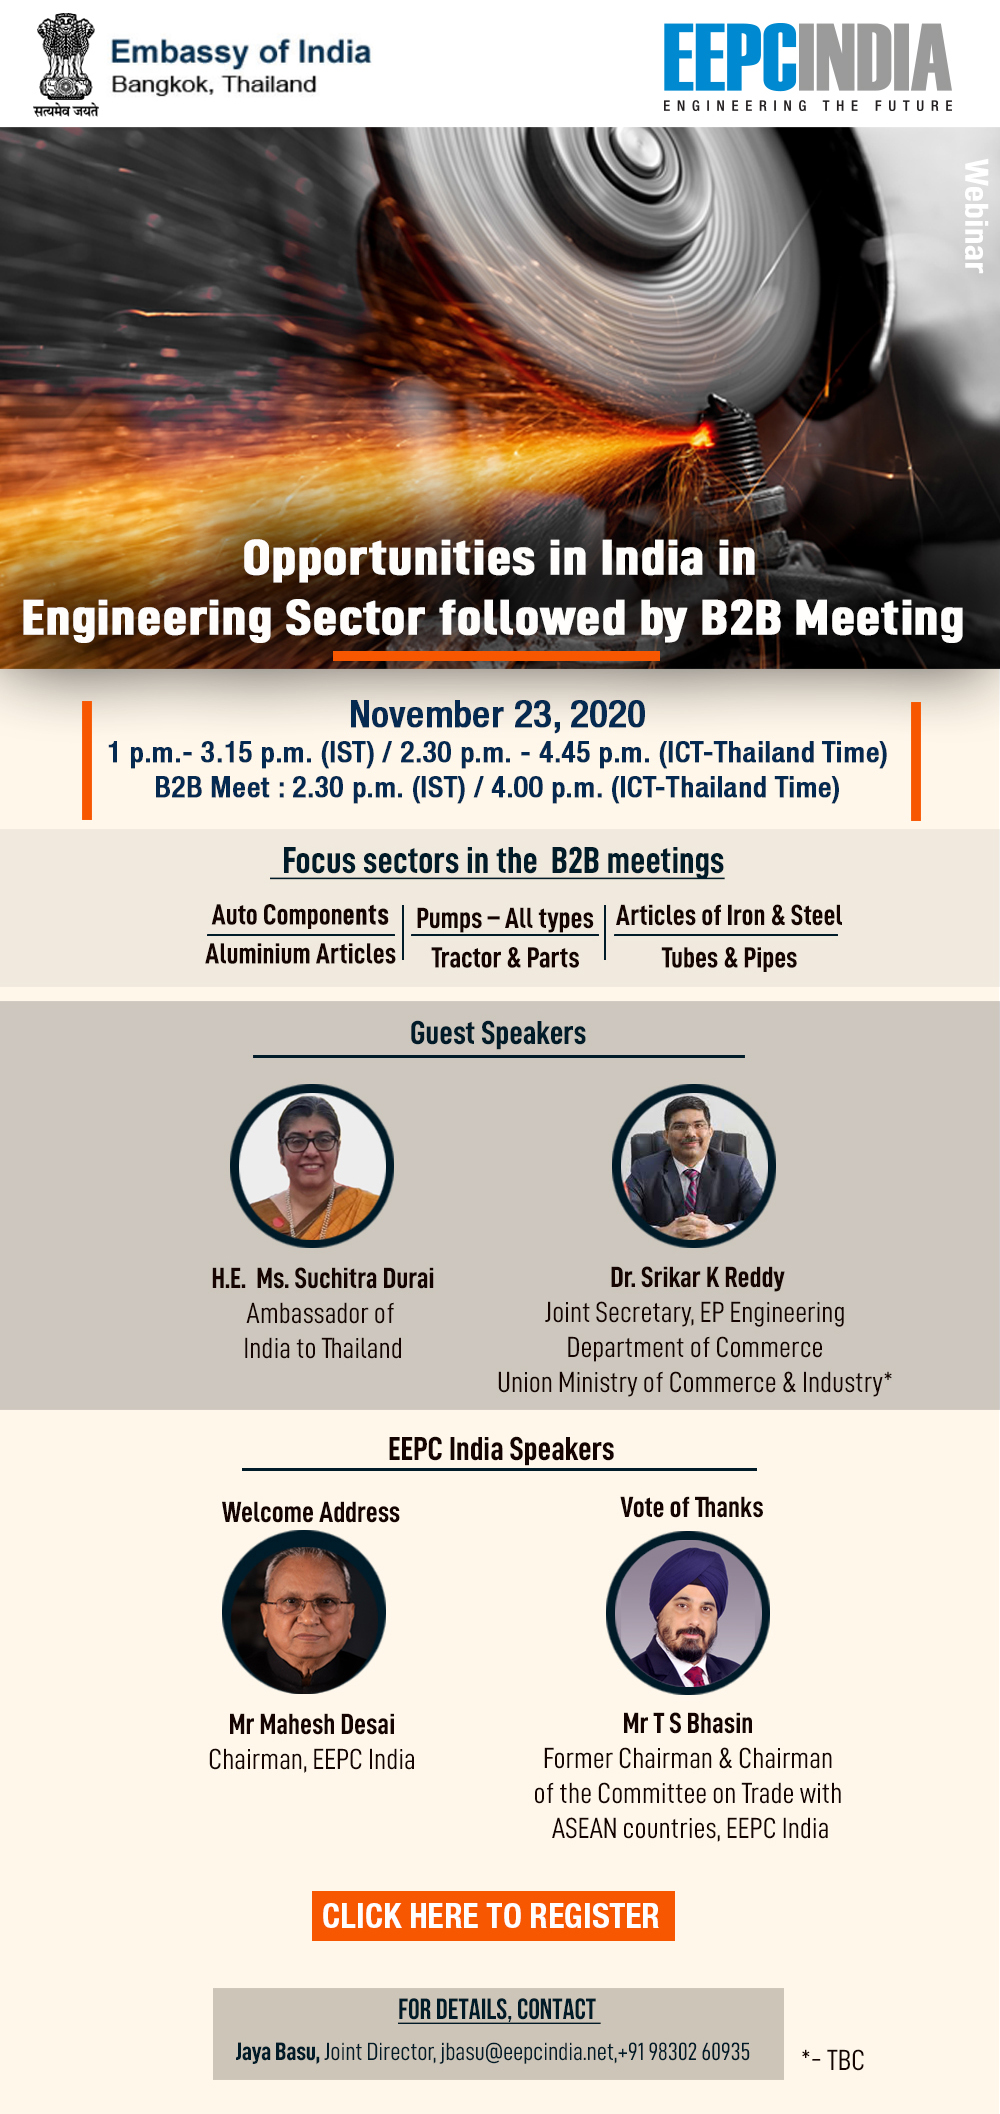 सत्यमेव जयते
Embassy of India
Bangkok, Thailand
EEPCINDIA
ENGINEERING THE FUTURE
Webinar
Opportunities in India in
Engineering Sector followed by B2B Meeting
November 23, 2020
1 p.m.- 3.15 p.m. (IST) / 2.30 p.m. - 4.45 p.m. (ICT-Thailand Time)
B2B Meet : 2.30 p.m. (IST) / 4.00 p.m. (ICT-Thailand Time)
Focus sectors in the B2B meetings
Auto Components
Aluminium Articles
Pumps – All types
Tractor & Parts
Articles of Iron & Steel
Tubes & Pipes
Guest Speakers
H.E. Ms. Suchitra Durai
Ambassador of
India to Thailand
Dr. Srikar K Reddy
Joint Secretary, EP Engineering
Department of Commerce
Union Ministry of Commerce & Industry*
EEPC India Speakers
Welcome Address
Mr Mahesh Desai
Chairman, EEPC India
Vote of Thanks
Mr T S Bhasin
Former Chairman & Chairman
of the Committee on Trade with
ASEAN countries, EEPC India
CLICK HERE TO REGISTER
FOR DETAILS, CONTACT
Jaya Basu, Joint Director, jbasu@eepcindia.net,+91 98302 60935
*- TBC